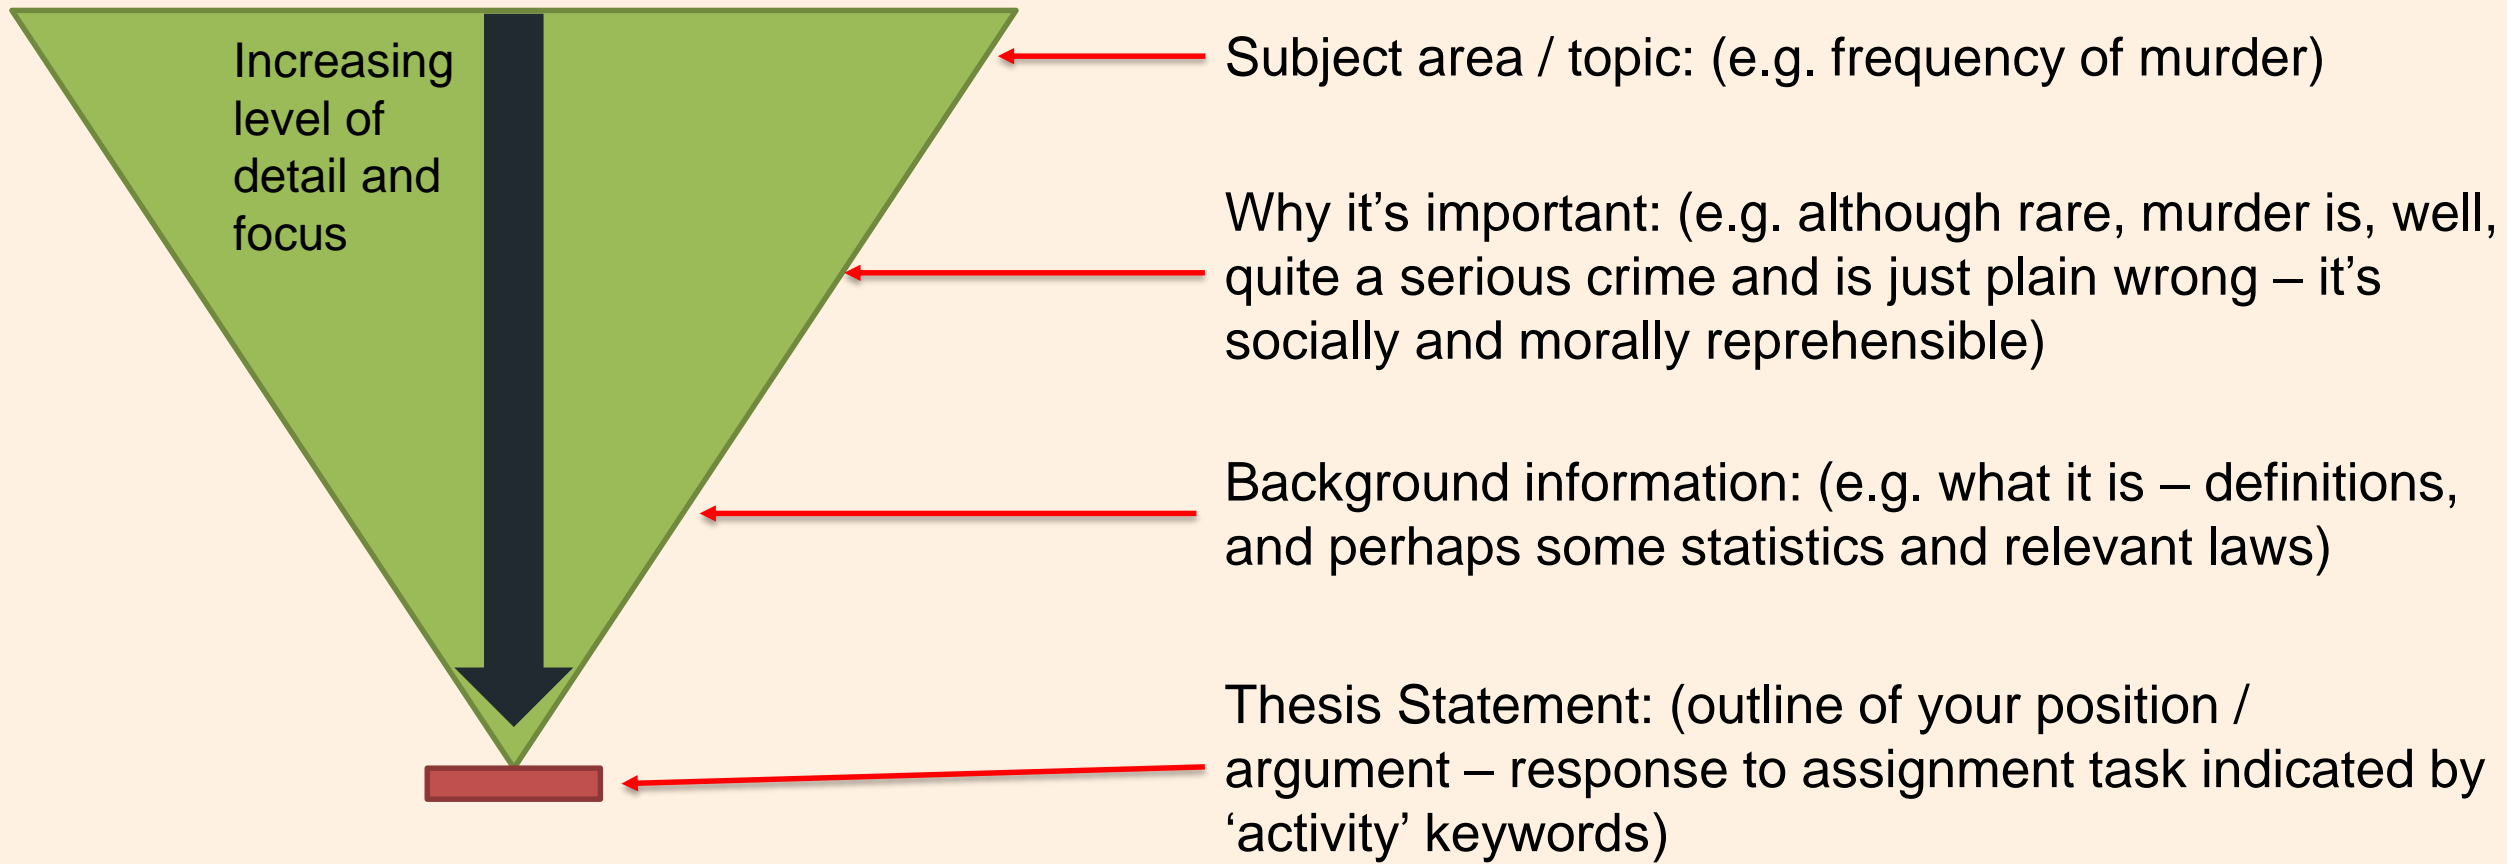 Increasing
level of
detail and
focus
Subject area / topic: (e.g. frequency of murder)
Why it’s important: (e.g. although rare, murder is, well,
quite a serious crime and is just plain wrong – it’s
socially and morally reprehensible)
Background information: (e.g. what it is – definitions,
and perhaps some statistics and relevant laws)
Thesis Statement: (outline of your position /
argument – response to assignment task indicated by
‘activity’ keywords)